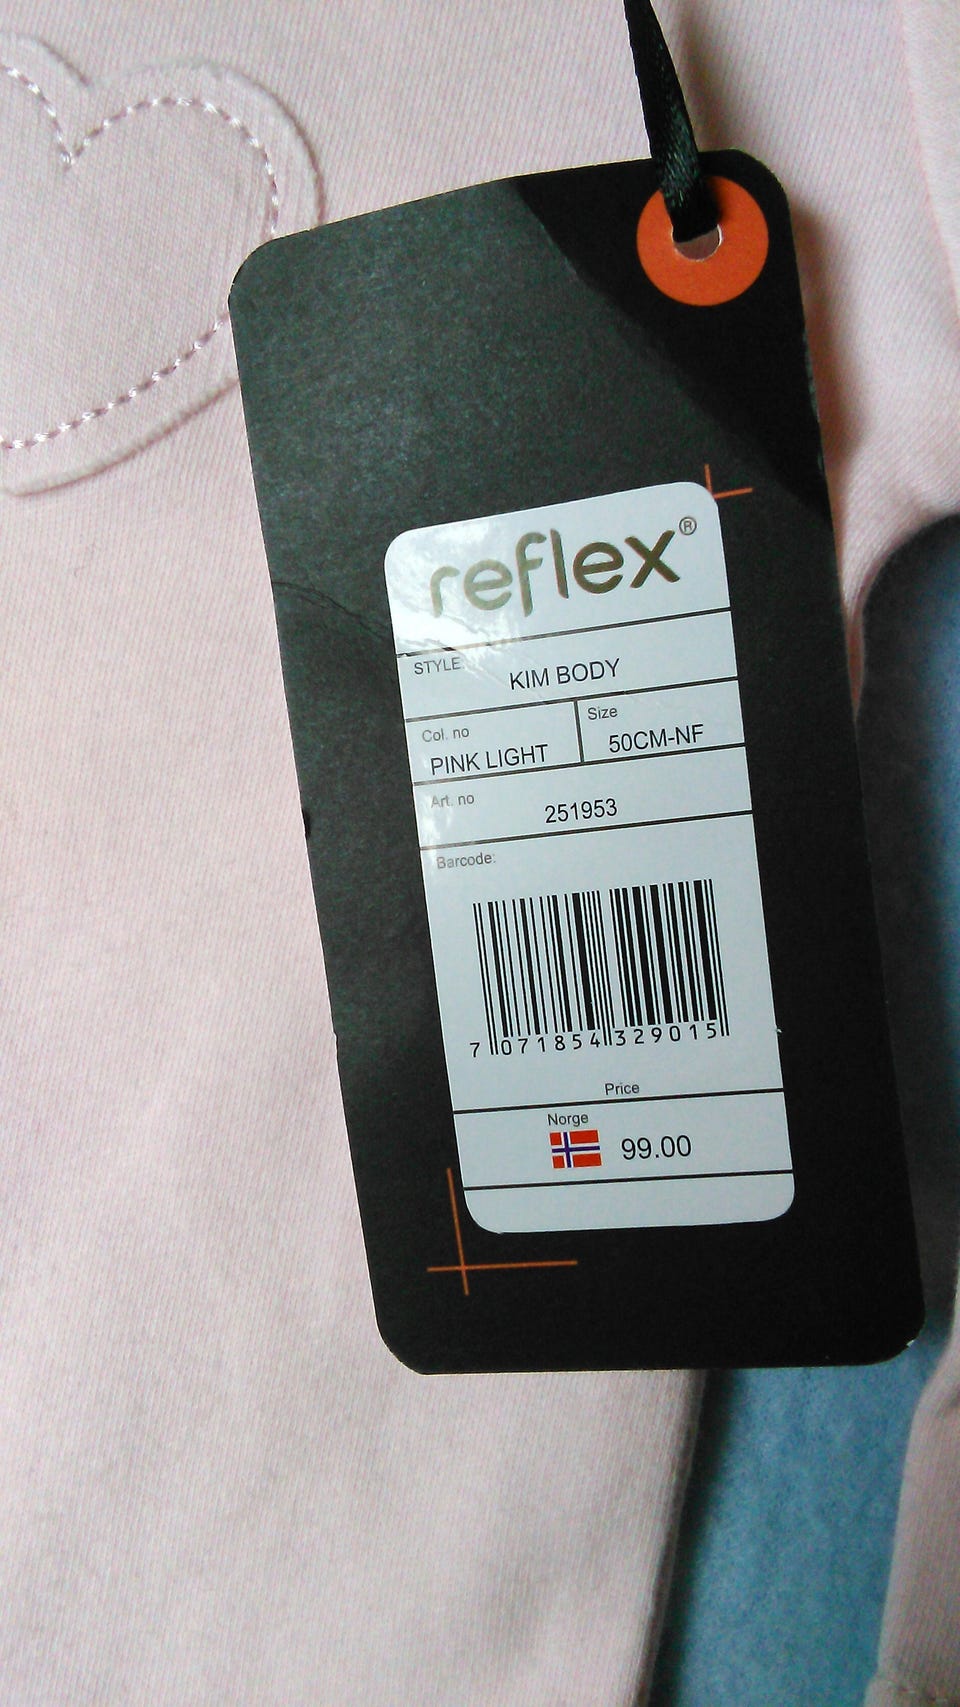 reflex®
STYLE:
KIM BODY
Col. no
PINK LIGHT
Size
50CM-NF
Art. no
251953
Barcode:
7 071854 329015
Price
Norge
99.00